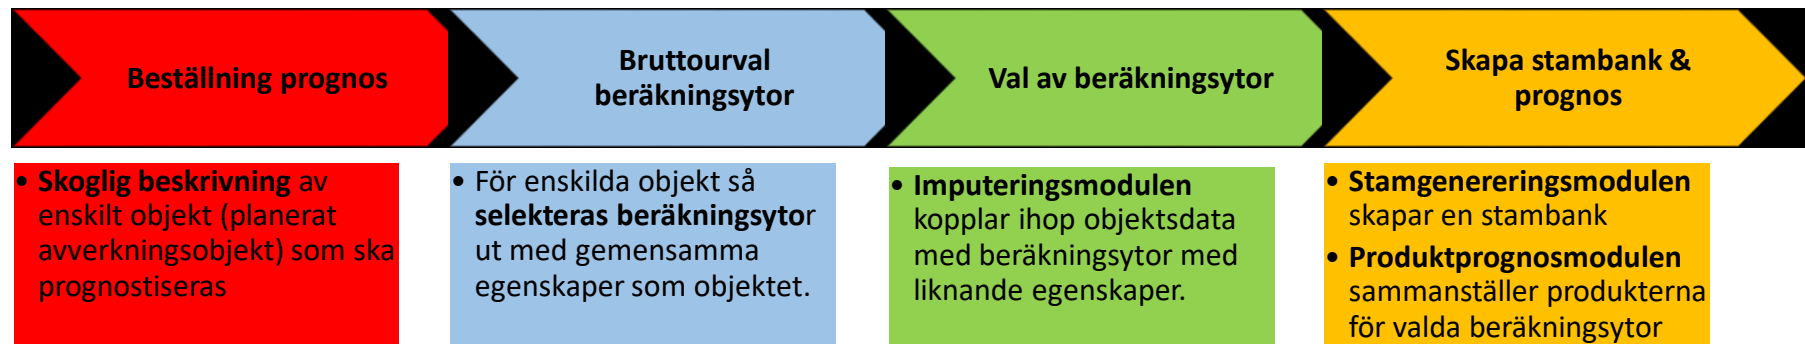 Beställning prognos
Bruttourval
beräkningsytor
Val av beräkningsytor
Skapa stambank &
prognos
• Skoglig beskrivning av
enskilt objekt (planerat
avverkningsobjekt) som ska
prognostiseras
• För enskilda objekt så
selekteras beräkningsytor
ut med gemensamma
egenskaper som objektet.
• Imputeringsmodulen
kopplar ihop objektsdata
med beräkningsytor med
liknande egenskaper.
• Stamgenereringsmodulen
skapar en stambank
• Produktprognosmodulen
sammanställer produkterna
för valda beräkningsytor